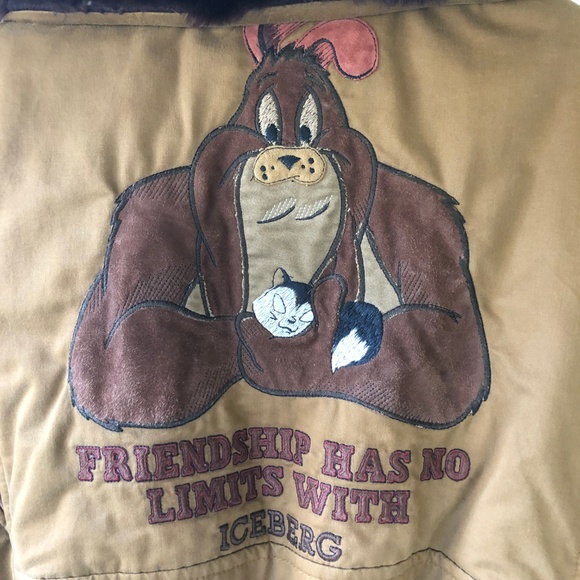 FRIENDSHIP HAS NO
LIMITS WITH
ICEBERG